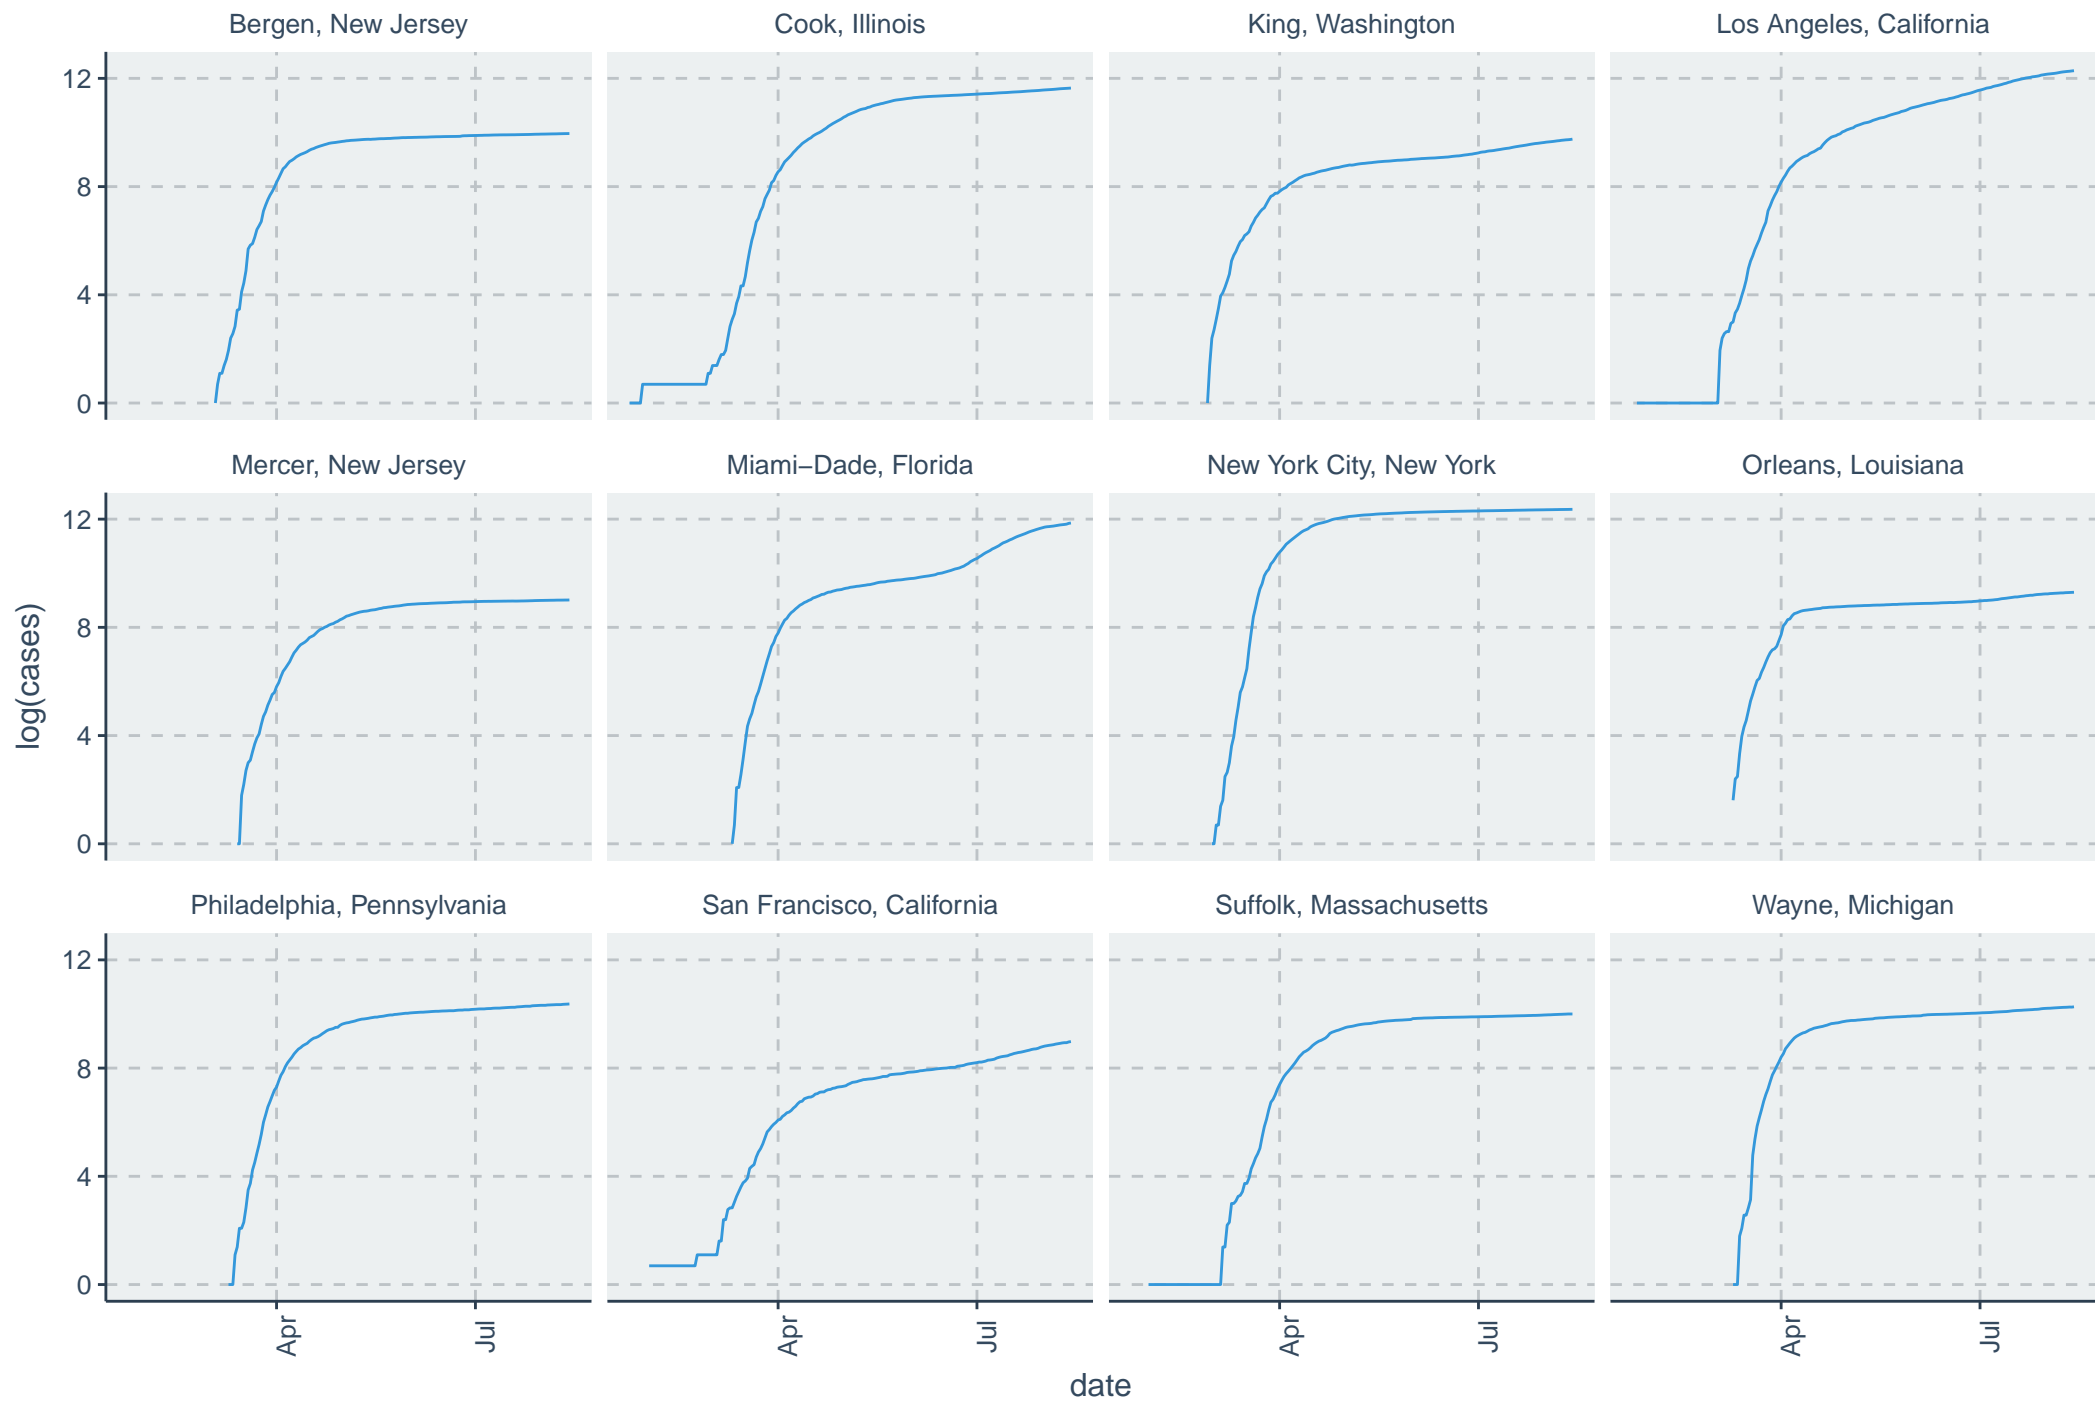 Bergen, New Jersey
Cook, Illinois
King, Washington
Los Angeles, California
12
8
4
0
Mercer, New Jersey
Miami−Dade, Florida
New York City, New York
Orleans, Louisiana
12
8
4
0
log(cases)
Philadelphia, Pennsylvania
San Francisco, California
Suffolk, Massachusetts
Wayne, Michigan
12
8
4
0
Apr
Jul
Apr
Jul
Apr
Jul
Apr
Jul
date